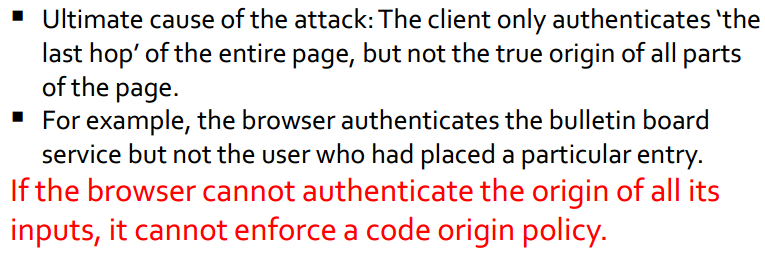 ▪ Ultimate cause of the attack: The client only authenticates ‘the
last hop’ of the entire page, but not the true origin of all parts
of the page.
▪ For example, the browser authenticates the bulletin board
service but not the user who had placed a particular entry.
If the browser cannot authenticate the origin of all its
inputs, it cannot enforce a code origin policy.